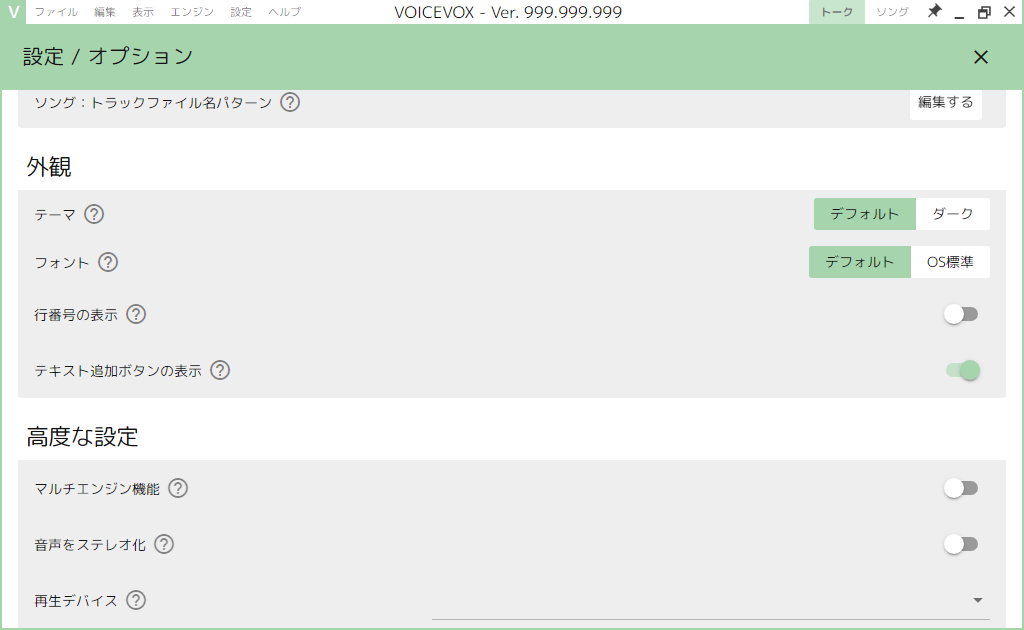 V ファイル 編集 表示 エンジン 設定 ヘルプ VOICEVOX - Ver. 999.999.999 トーク ソング
設定 / オプション
ソング：トラックファイル名パターン ? 編集する
外観
テーマ ? デフォルト ダーク
フォント ? デフォルト OS標準
行番号の表示 ?
テキスト追加ボタンの表示 ?
高度な設定
マルチエンジン機能 ?
音声をステレオ化 ?
再生デバイス ?